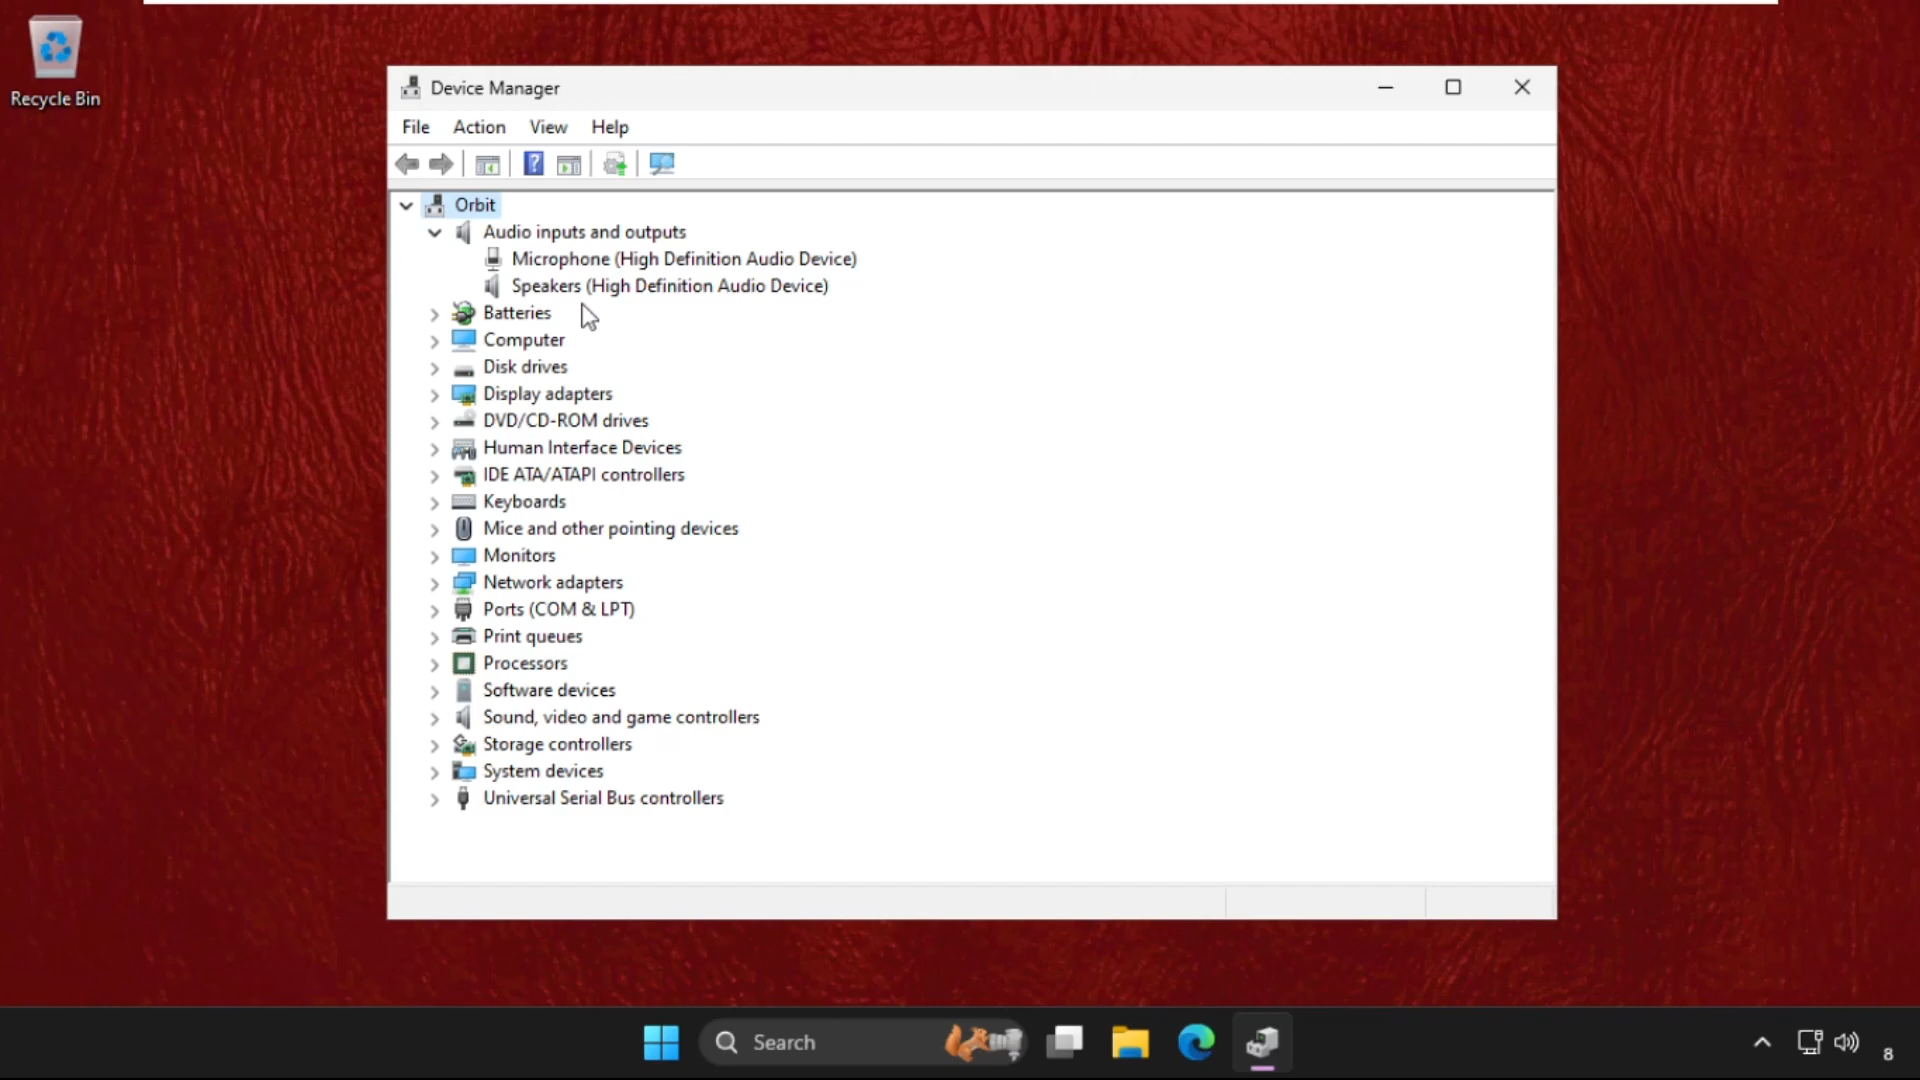 Recycle Bin
Device Manager
File Action View Help
Orbit
Audio inputs and outputs
Microphone (High Definition Audio Device)
Speakers (High Definition Audio Device)
Batteries
Computer
Disk drives
Display adapters
DVD/CD-ROM drives
Human Interface Devices
IDE ATA/ATAPI controllers
Keyboards
Mice and other pointing devices
Monitors
Network adapters
Ports (COM & LPT)
Print queues
Processors
Software devices
Sound, video and game controllers
Storage controllers
System devices
Universal Serial Bus controllers
Search
8